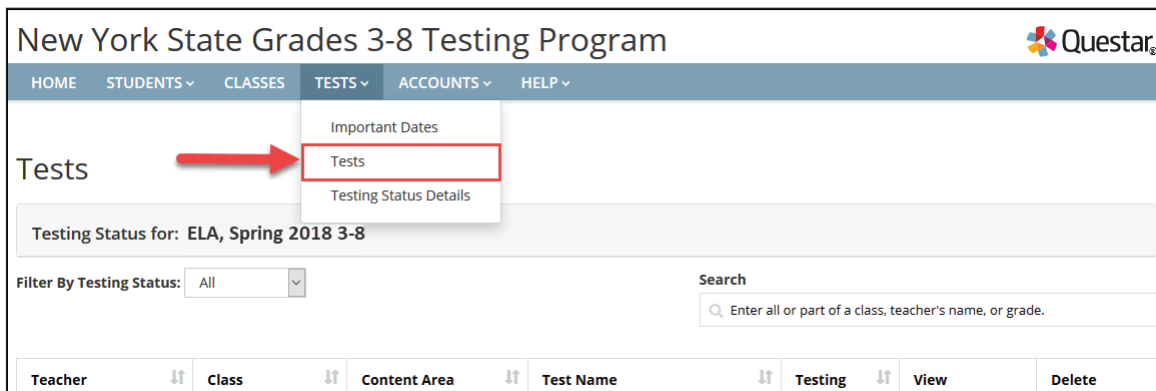 New York State Grades 3-8 Testing Program
Questar®
HOME STUDENTS CLASSES TESTS ACCOUNTS HELP
Important Dates
Tests
Tests
Testing Status Details
Testing Status for: ELA, Spring 2018 3-8
Filter By Testing Status: All
Search
Enter all or part of a class, teacher's name, or grade.
Teacher Class Content Area Test Name Testing View Delete